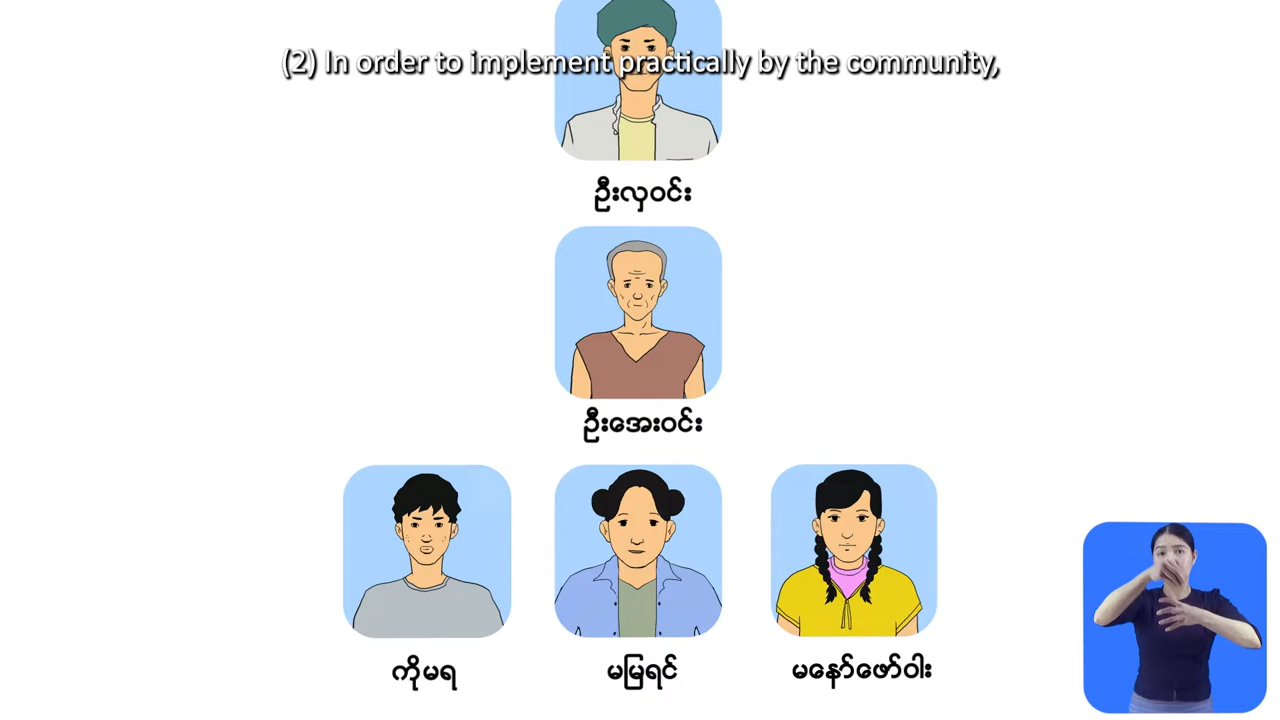 (2) In order to implement practically by the community,
ဦးလှဝင်း
ဦးအေးဝင်း
ကိုမရ
မမြရင်
မနော်ဖော်ဝါး